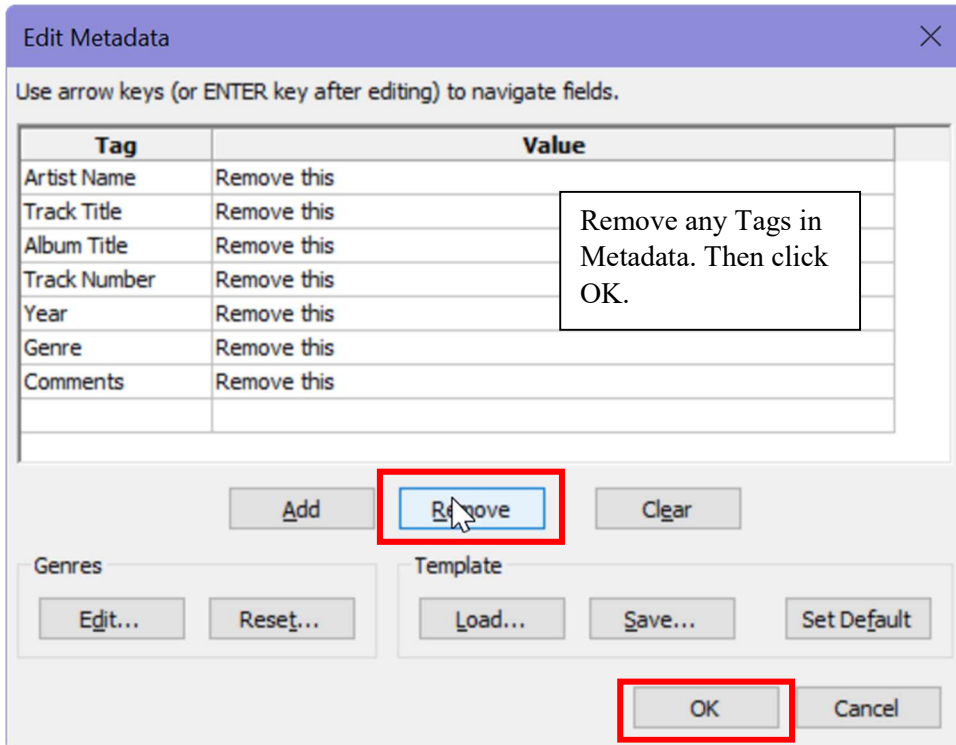 Edit Metadata
Use arrow keys (or ENTER key after editing) to navigate fields.
Tag Value
Artist Name Remove this
Track Title Remove this
Album Title Remove this
Track Number Remove this
Year Remove this
Genre Remove this
Comments Remove this
Remove any Tags in
Metadata. Then click
OK.
Add Remove Clear
Genres Template
Edit... Reset... Load... Save... Set Default
OK Cancel